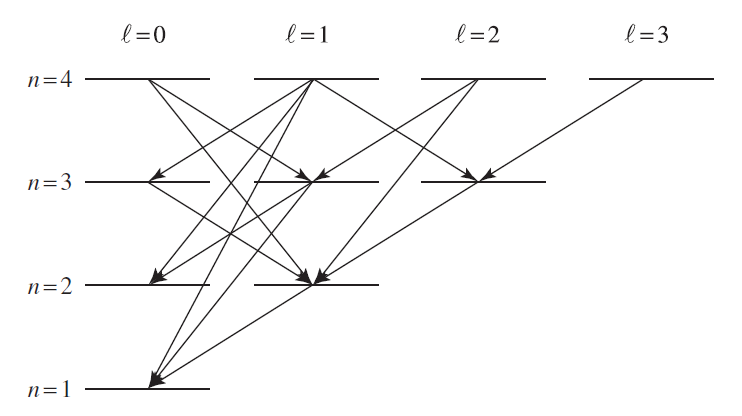 ℓ=0 ℓ=1 ℓ=2 ℓ=3
n=4
n=3
n=2
n=1